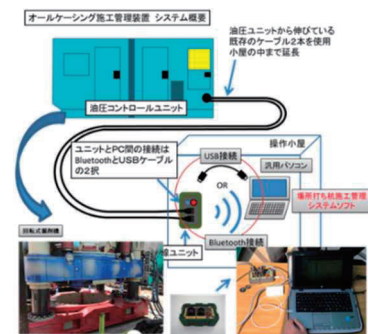 オールケーシング施工管理装置 システム概要
油圧ユニットから伸びている
既存のケーブル2本を使用
小屋の中まで延長
油圧コントロールユニット
ユニットとPC間の接続は
BluetoothとUSBケーブル
の2択
操作小屋
USB接続
汎用パソコン
OR
場所打ち杭施工管理
システムソフト
Bluetooth接続
回転式掘削機
ユニット